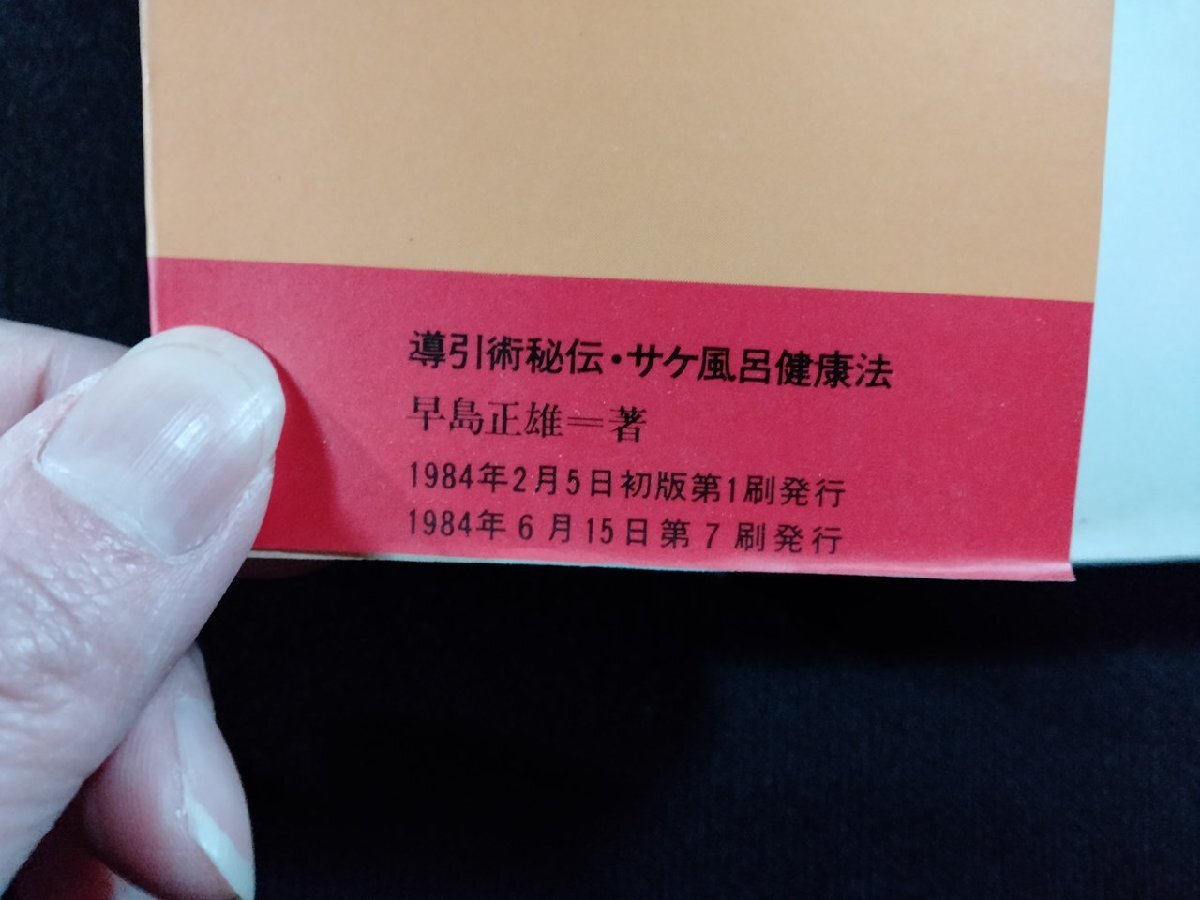 導引術秘伝・サケ風呂健康法
早島正雄＝著
1984年2月5日初版第1刷発行
1984年6月15日第7刷発行